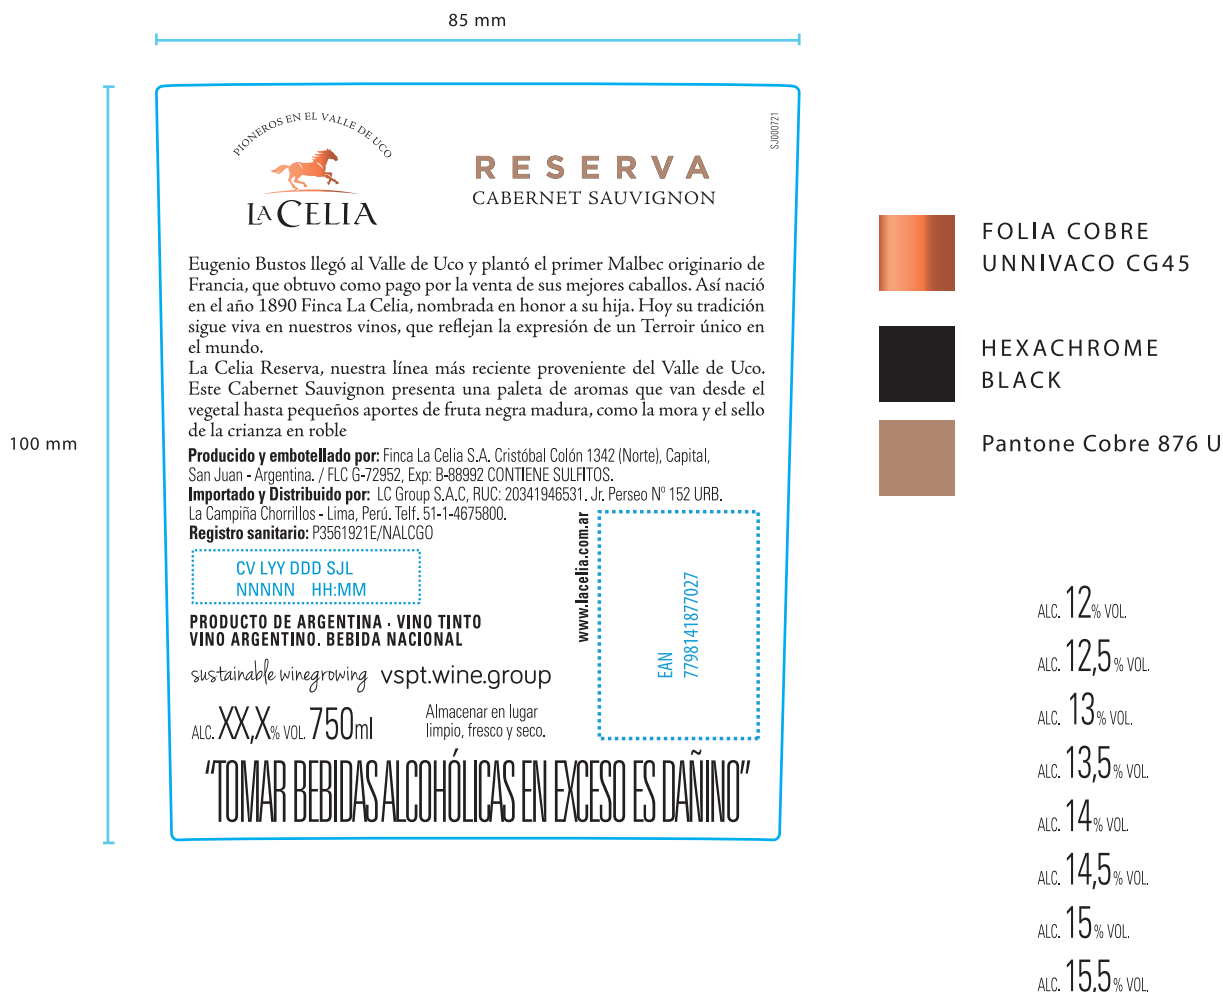 85 mm
100 mm
PIONEROS EN EL VALLE DE UCO
LA CELIA
RESERVA
CABERNET SAUVIGNON
SJ000721
Eugenio Bustos llegó al Valle de Uco y plantó el primer Malbec originario de
Francia, que obtuvo como pago por la venta de sus mejores caballos. Así nació
en el año 1890 Finca La Celia, nombrada en honor a su hija. Hoy su tradición
sigue viva en nuestros vinos, que reflejan la expresión de un Terroir único en
el mundo.
La Celia Reserva, nuestra línea más reciente proveniente del Valle de Uco.
Este Cabernet Sauvignon presenta una paleta de aromas que van desde el
vegetal hasta pequeños aportes de fruta negra madura, como la mora y el sello
de la crianza en roble
Producido y embotellado por: Finca La Celia S.A. Cristóbal Colón 1342 (Norte), Capital,
San Juan - Argentina. / FLC G-72952, Exp: B-88992 CONTIENE SULFITOS.
Importado y Distribuido por: LC Group S.A.C, RUC: 20341946531. Jr. Perseo Nº 152 URB.
La Campiña Chorrillos - Lima, Perú. Telf. 51-1-4675800.
Registro sanitario: P3561921E/NALCGO
CV LYY DDD SJL
NNNNN HH:MM
PRODUCTO DE ARGENTINA · VINO TINTO
VINO ARGENTINO. BEBIDA NACIONAL
sustainable winegrowing vspt.wine.group
ALC. XX,X% VOL. 750ml
Almacenar en lugar
limpio, fresco y seco.
www.lacelia.com.ar
EAN
7798141877027
“TOMAR BEBIDAS ALCOHÓLICAS EN EXCESO ES DAÑINO”
FOLIA COBRE
UNNIVACO CG45
HEXACHROME
BLACK
Pantone Cobre 876 U
ALC. 12% VOL.
ALC. 12,5% VOL.
ALC. 13% VOL.
ALC. 13,5% VOL.
ALC. 14% VOL.
ALC. 14,5% VOL.
ALC. 15% VOL.
ALC. 15,5% VOL.